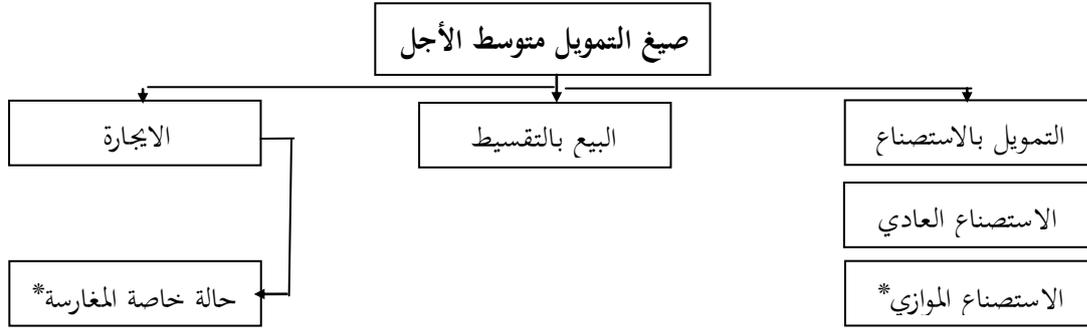 صيغ التمويل متوسط الأجل
التمويل بالاستصناع
البيع بالتقسيط
الايجارة
الاستصناع العادي
الاستصناع الموازي*
حالة خاصة المغارسة*